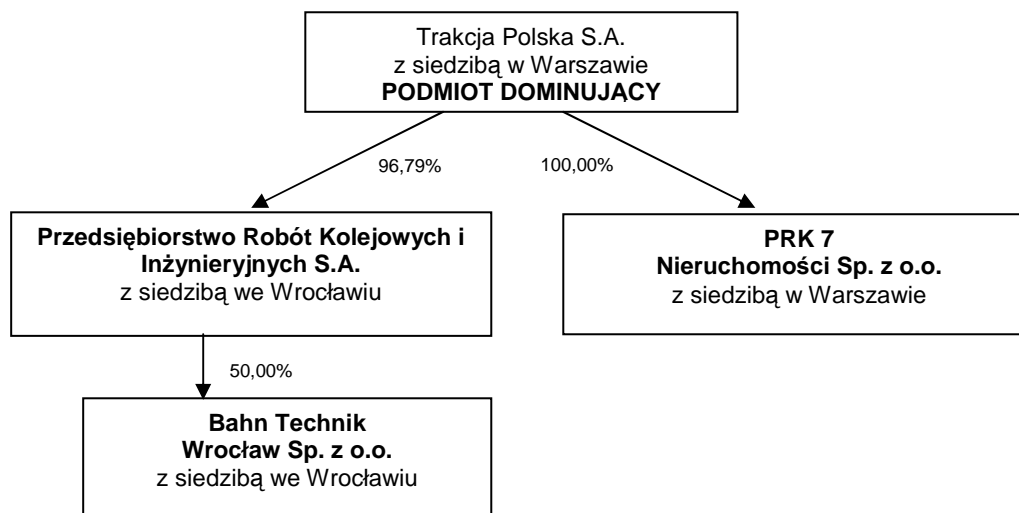 Trakcja Polska S.A.
z siedzibą w Warszawie
PODMIOT DOMINUJĄCY
96,79%
100,00%
Przedsiębiorstwo Robót Kolejowych i
Inżynieryjnych S.A.
z siedzibą we Wrocławiu
PRK 7
Nieruchomości Sp. z o.o.
z siedzibą w Warszawie
50,00%
Bahn Technik
Wrocław Sp. z o.o.
z siedzibą we Wrocławiu